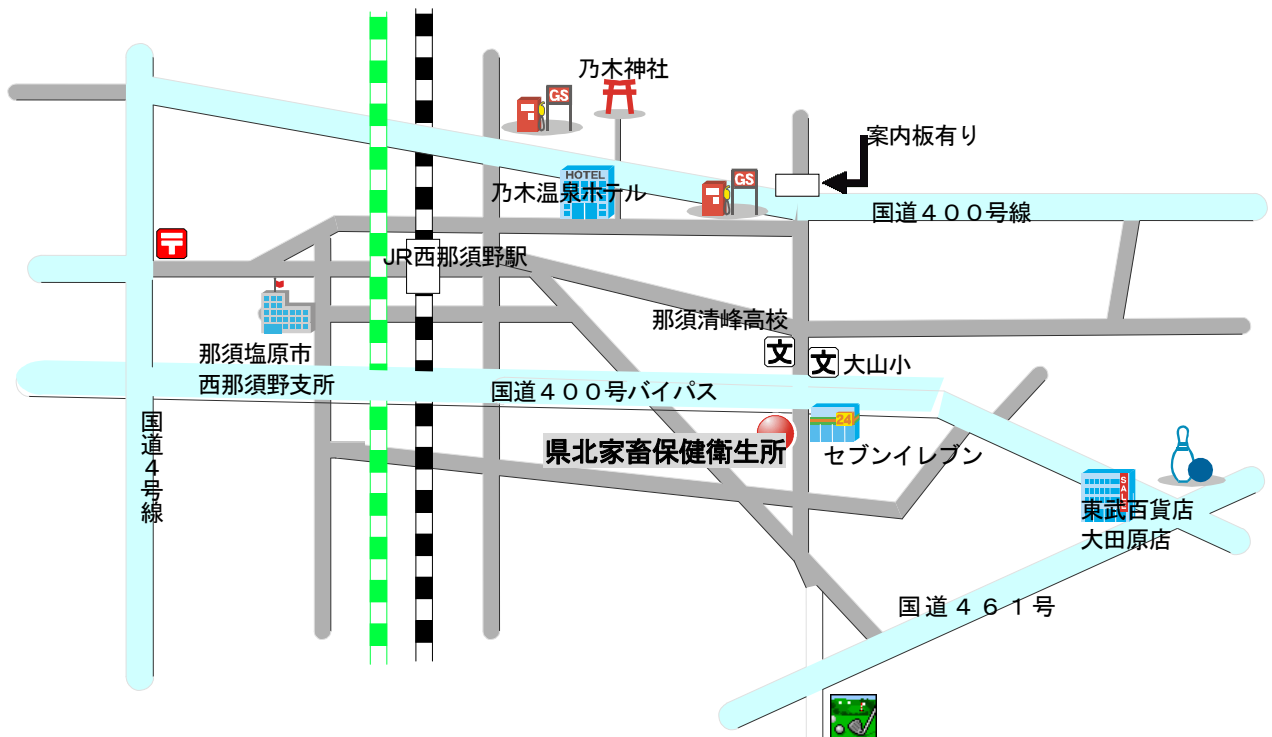 乃木神社
GS
案内板有り
HOTEL
GS
乃木温泉ホテル
国道４００号線
〒
JR西那須野駅
那須清峰高校
文
文
大山小
那須塩原市
西那須野支所
国道４００号バイパス
国道４号線
24
県北家畜保健衛生所
セブンイレブン
SALE
東武百貨店
大田原店
国道４６１号